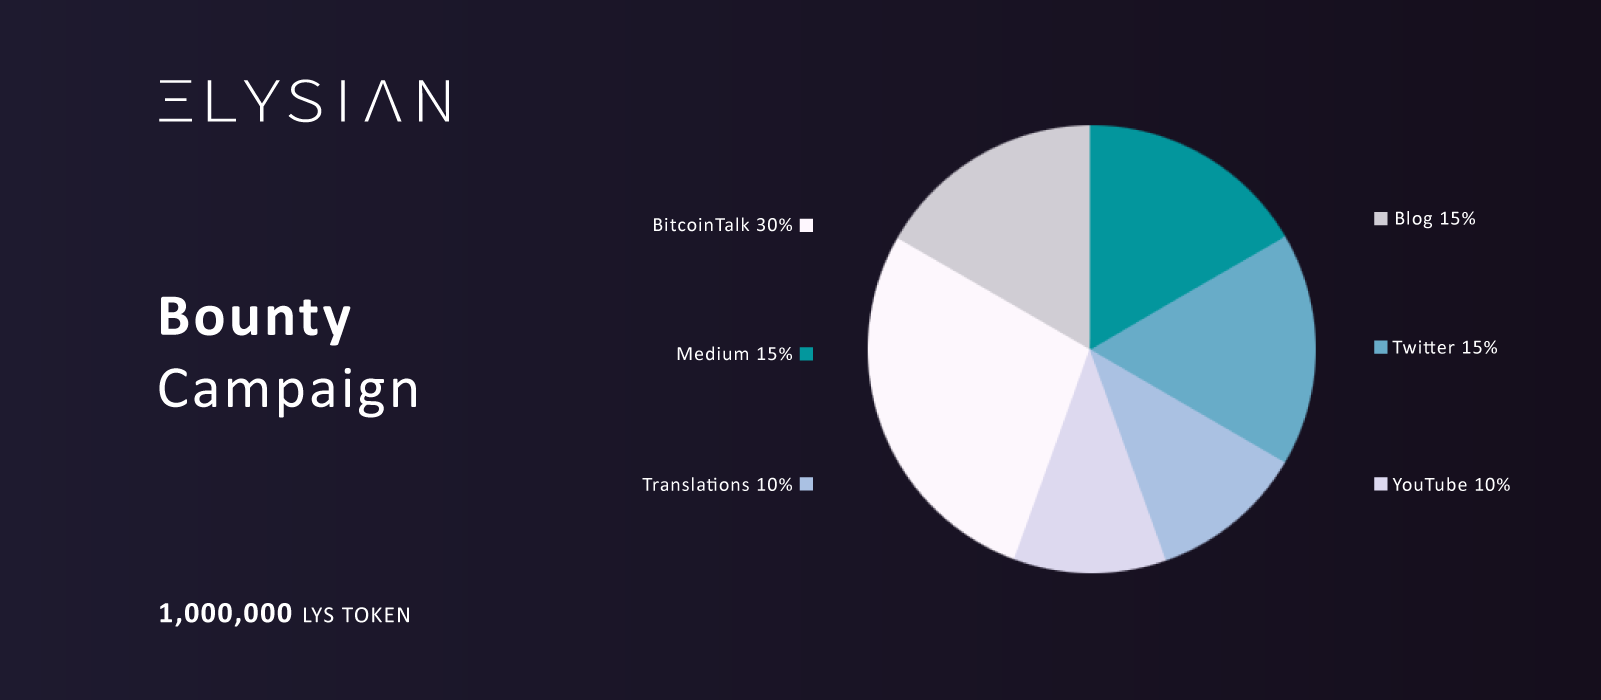 ELYSIAN
Bounty
Campaign
1,000,000 LYS TOKEN
BitcoinTalk 30%
Medium 15%
Translations 10%
Blog 15%
Twitter 15%
YouTube 10%